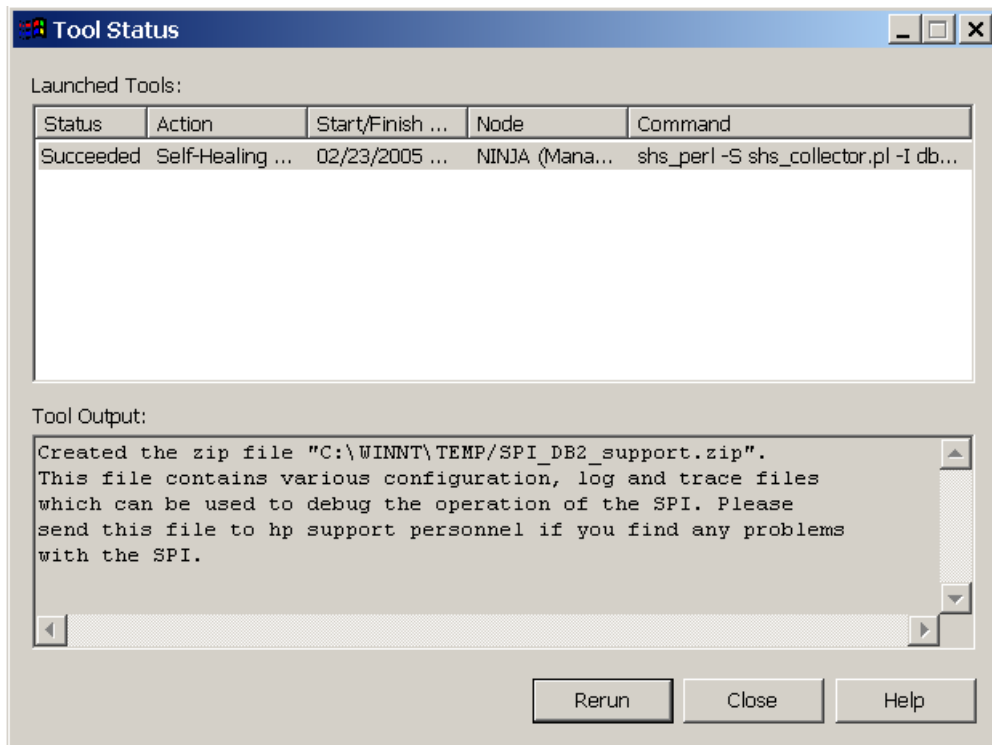 Tool Status
Launched Tools:
Status Action Start/Finish ... Node Command
Succeeded Self-Healing ... 02/23/2005 ... NINJA (Mana... shs_perl -S shs_collector.pl -I db...
Tool Output:
Created the zip file "C:\WINNT\TEMP/SPI_DB2_support.zip".
This file contains various configuration, log and trace files
which can be used to debug the operation of the SPI. Please
send this file to hp support personnel if you find any problems
with the SPI.
Rerun Close Help